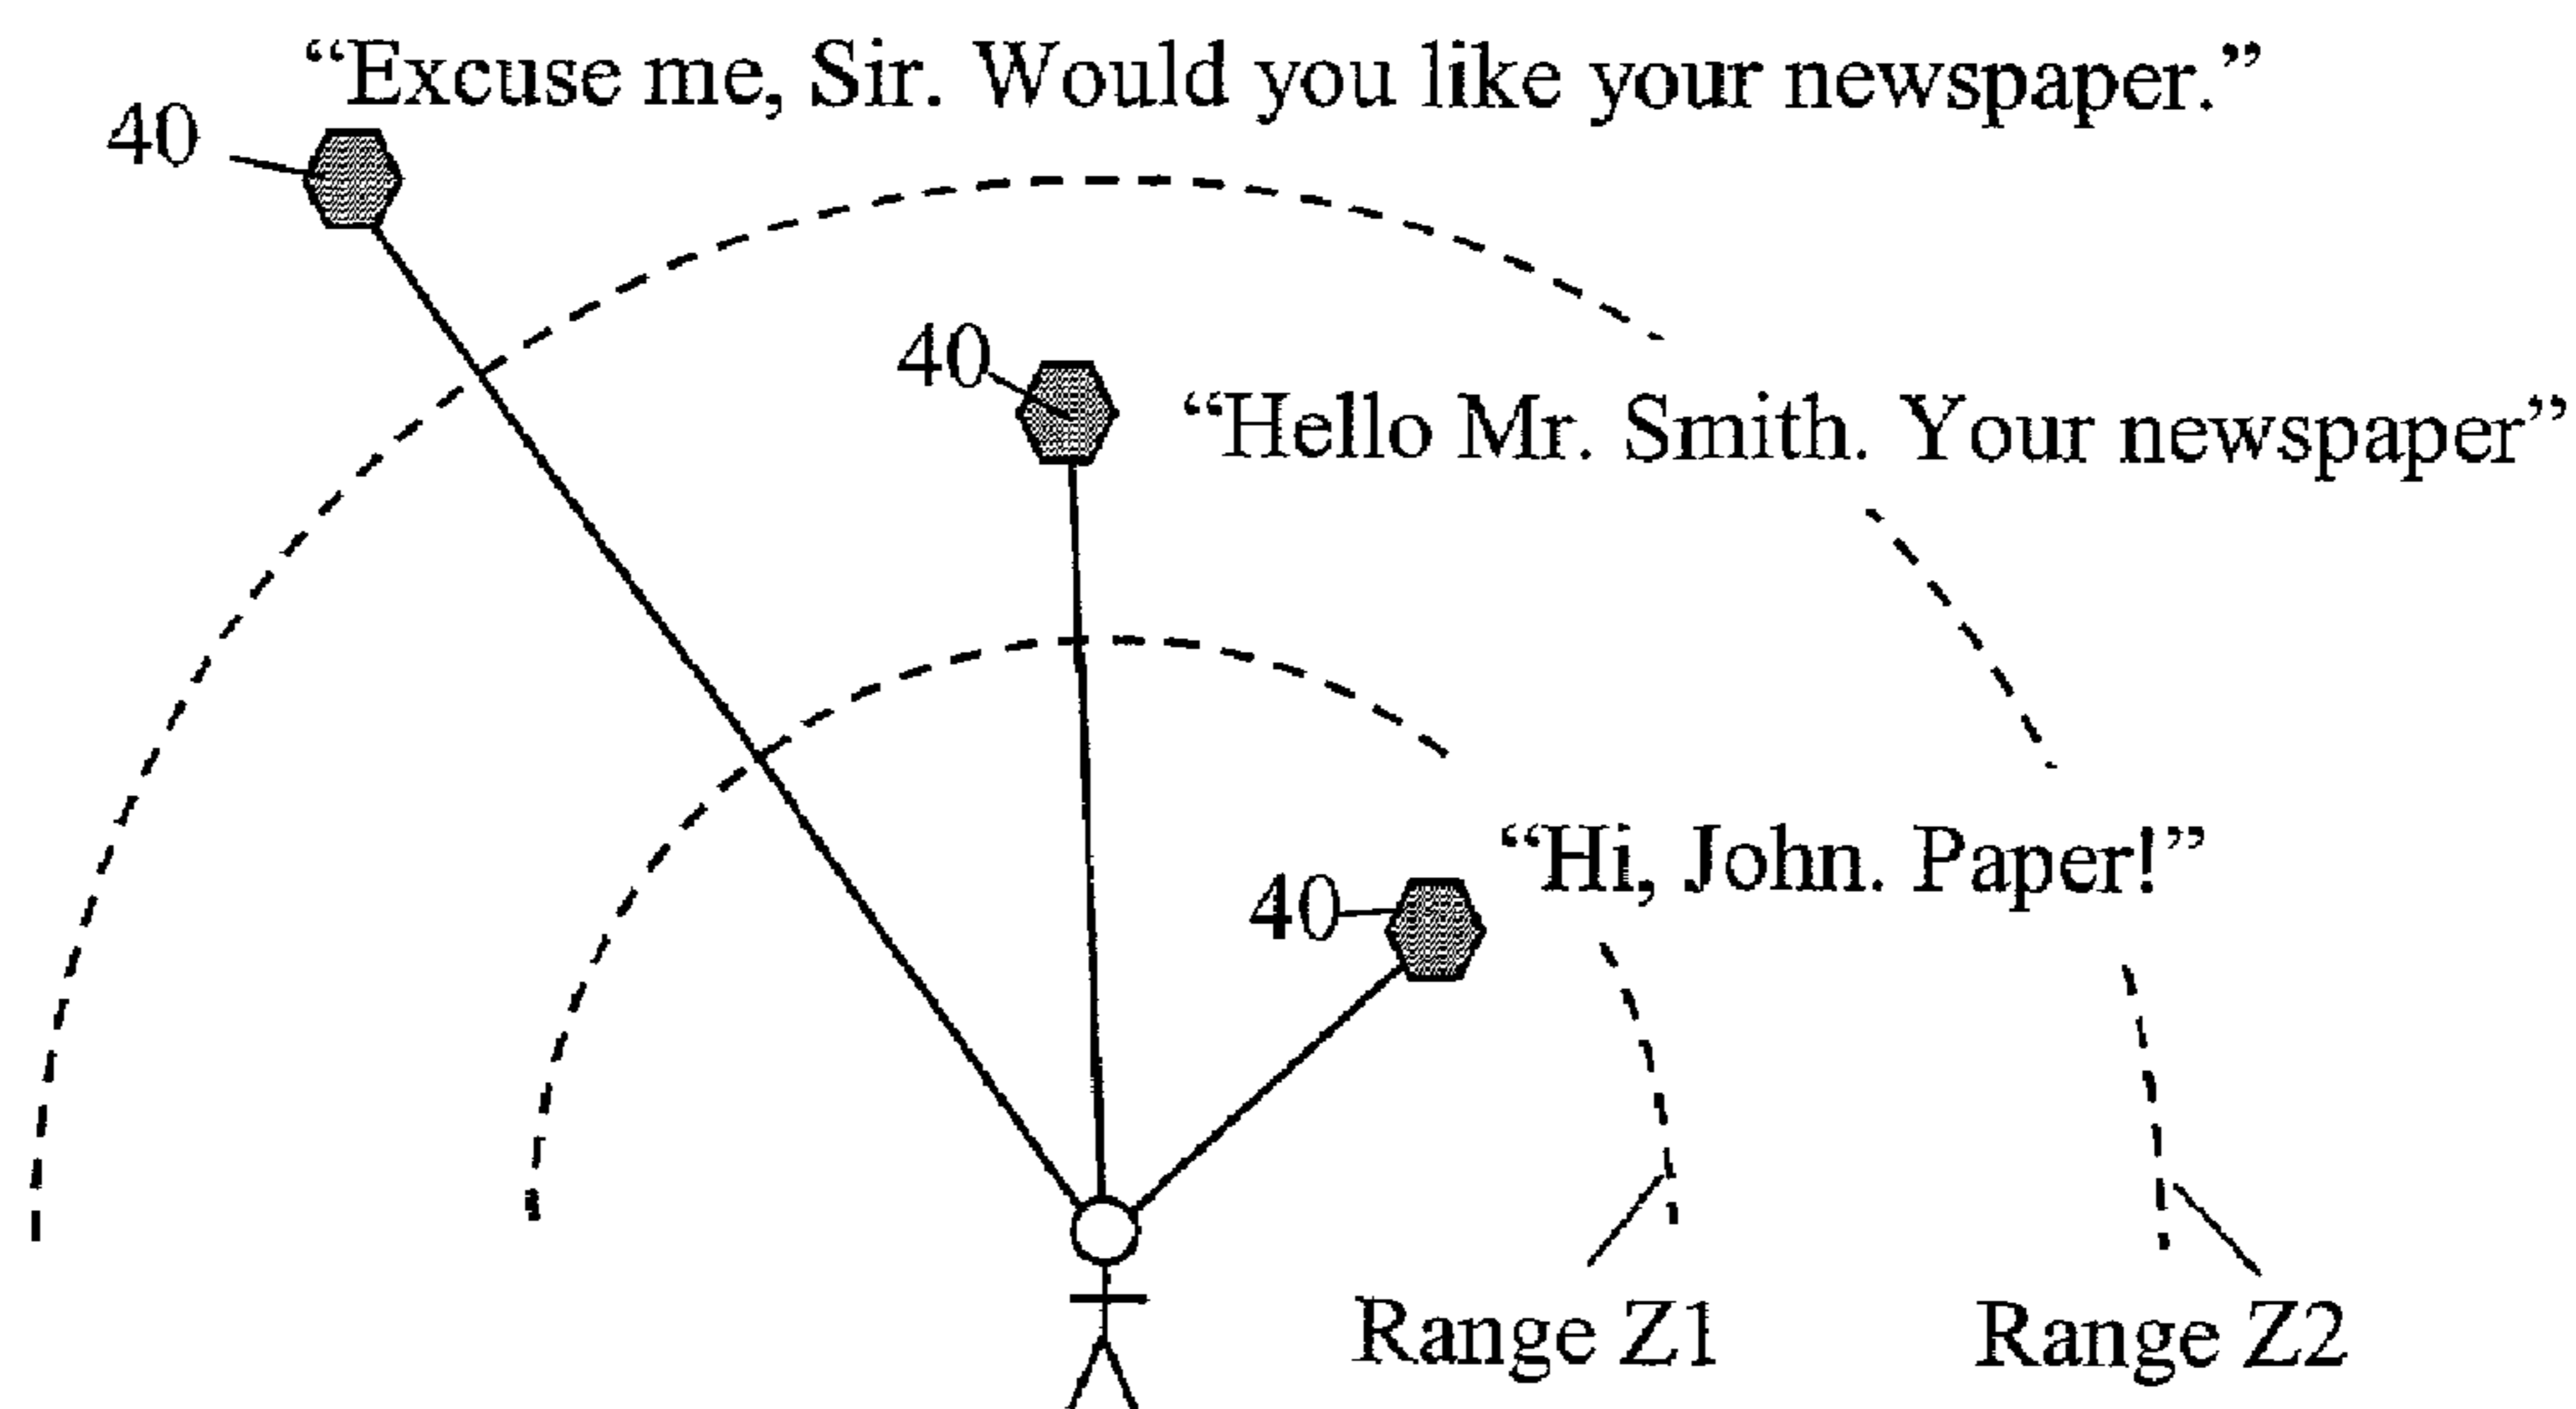 “Excuse me, Sir. Would you like your newspaper.”
40
40
“Hello Mr. Smith. Your newspaper”
“Hi, John. Paper!”
40
Range Z1
Range Z2